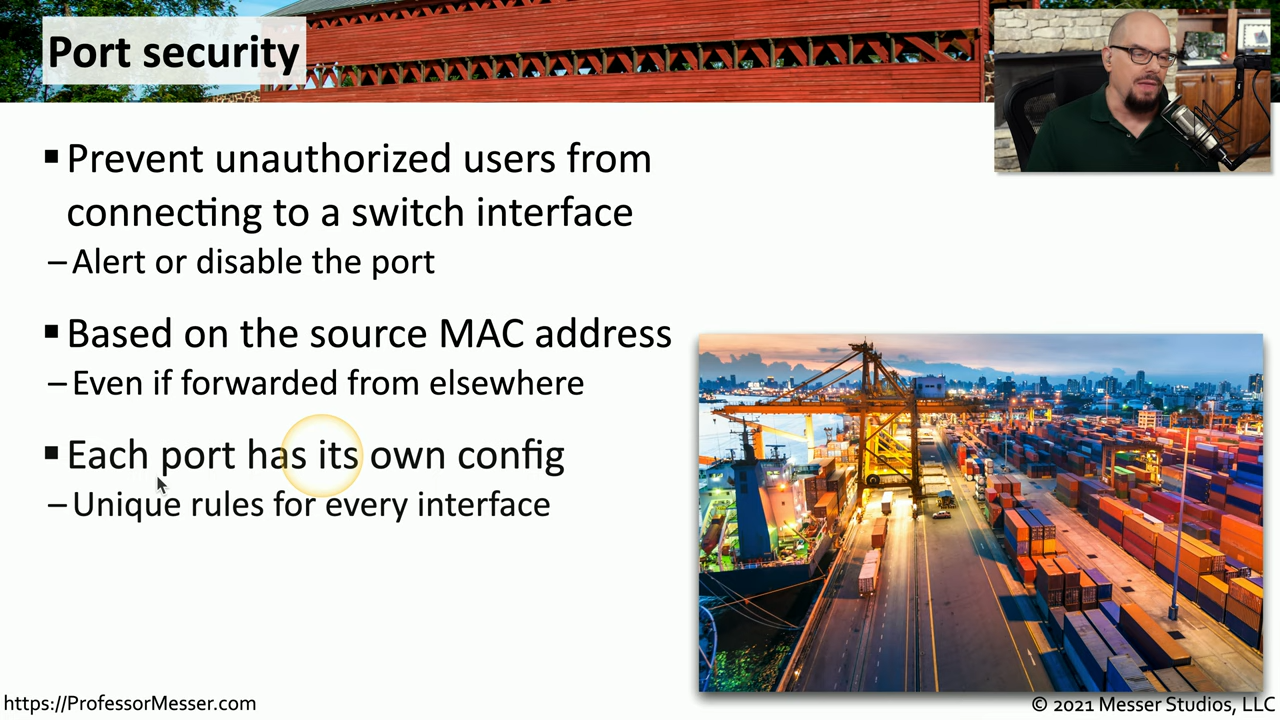 Port security
▪ Prevent unauthorized users from
connecting to a switch interface
– Alert or disable the port
▪ Based on the source MAC address
– Even if forwarded from elsewhere
▪ Each port has its own config
– Unique rules for every interface
https://ProfessorMesser.com
© 2021 Messer Studios, LLC